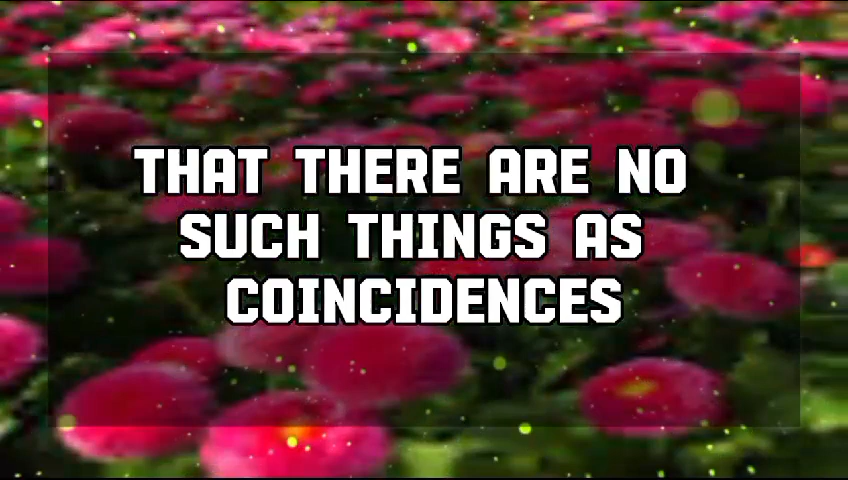 THAT THERE ARE NO
SUCH THINGS AS
COINCIDENCES